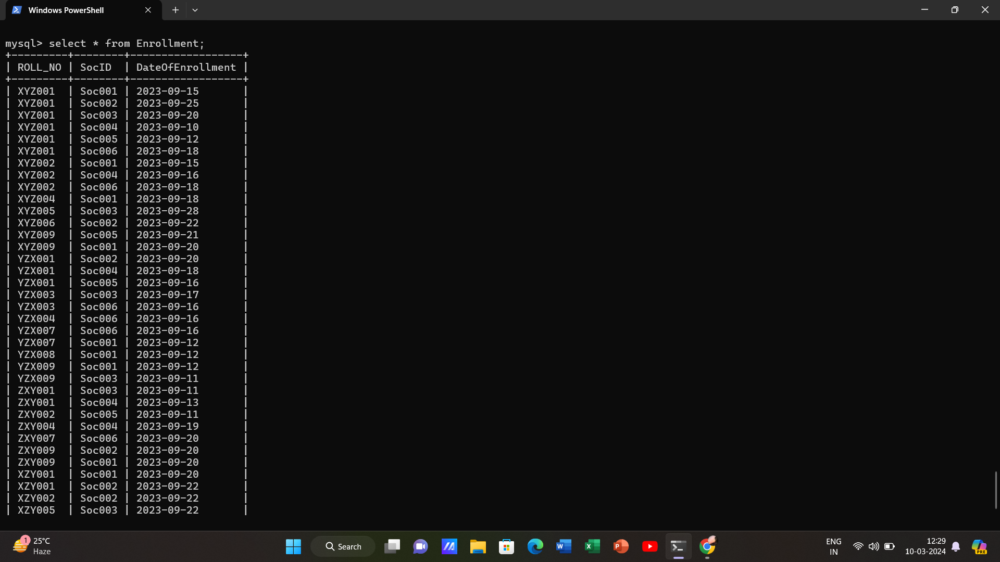 Windows PowerShell
mysql> select * from Enrollment;
+---------+--------+------------------+
| ROLL_NO | SocID  | DateOfEnrollment |
+---------+--------+------------------+
| XYZ001  | Soc001 | 2023-09-15       |
| XYZ001  | Soc002 | 2023-09-25       |
| XYZ001  | Soc003 | 2023-09-20       |
| XYZ001  | Soc004 | 2023-09-10       |
| XYZ001  | Soc005 | 2023-09-12       |
| XYZ001  | Soc006 | 2023-09-18       |
| XYZ002  | Soc001 | 2023-09-15       |
| XYZ002  | Soc004 | 2023-09-16       |
| XYZ002  | Soc006 | 2023-09-18       |
| XYZ004  | Soc001 | 2023-09-18       |
| XYZ005  | Soc003 | 2023-09-28       |
| XYZ006  | Soc002 | 2023-09-22       |
| XYZ009  | Soc005 | 2023-09-21       |
| XYZ009  | Soc001 | 2023-09-20       |
| YZX001  | Soc002 | 2023-09-20       |
| YZX001  | Soc004 | 2023-09-18       |
| YZX001  | Soc005 | 2023-09-16       |
| YZX003  | Soc003 | 2023-09-17       |
| YZX003  | Soc006 | 2023-09-16       |
| YZX004  | Soc006 | 2023-09-16       |
| YZX007  | Soc006 | 2023-09-16       |
| YZX007  | Soc001 | 2023-09-12       |
| YZX008  | Soc001 | 2023-09-12       |
| YZX009  | Soc001 | 2023-09-12       |
| YZX009  | Soc003 | 2023-09-11       |
| ZXY001  | Soc003 | 2023-09-11       |
| ZXY001  | Soc004 | 2023-09-13       |
| ZXY002  | Soc005 | 2023-09-11       |
| ZXY004  | Soc004 | 2023-09-19       |
| ZXY007  | Soc006 | 2023-09-20       |
| ZXY009  | Soc002 | 2023-09-20       |
| ZXY009  | Soc001 | 2023-09-20       |
| XZY001  | Soc001 | 2023-09-20       |
| XZY001  | Soc002 | 2023-09-22       |
| XZY002  | Soc002 | 2023-09-22       |
| XZY005  | Soc003 | 2023-09-22       |
1
25°C
Haze
Search
W
X
P
ENG
IN
12:29
10-03-2024
PRE